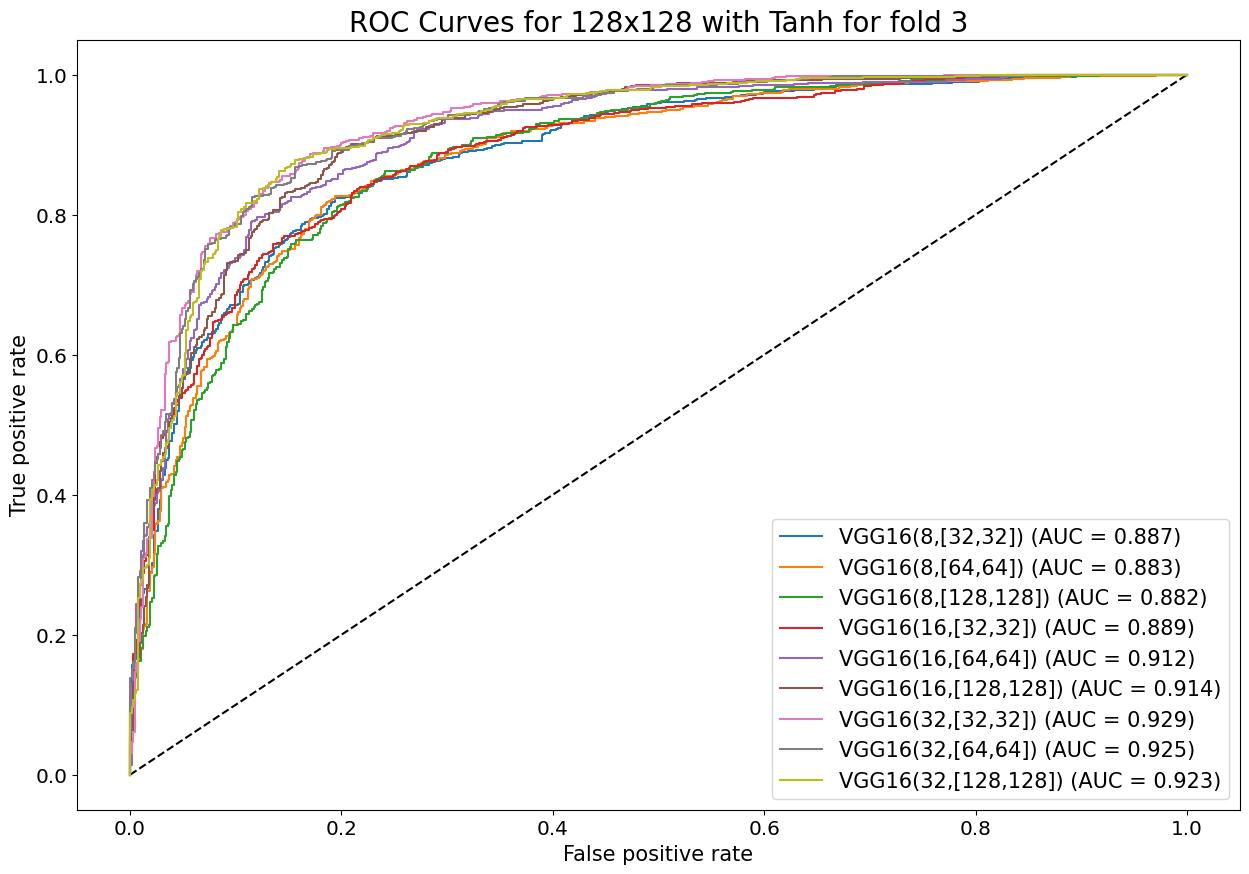 ROC Curves for 128x128 with Tanh for fold 3
1.0
0.8
0.6
0.4
0.2
0.0
True positive rate
VGG16(8,[32,32]) (AUC = 0.887)
VGG16(8,[64,64]) (AUC = 0.883)
VGG16(8,[128,128]) (AUC = 0.882)
VGG16(16,[32,32]) (AUC = 0.889)
VGG16(16,[64,64]) (AUC = 0.912)
VGG16(16,[128,128]) (AUC = 0.914)
VGG16(32,[32,32]) (AUC = 0.929)
VGG16(32,[64,64]) (AUC = 0.925)
VGG16(32,[128,128]) (AUC = 0.923)
0.0 0.2 0.4 0.6 0.8 1.0
False positive rate